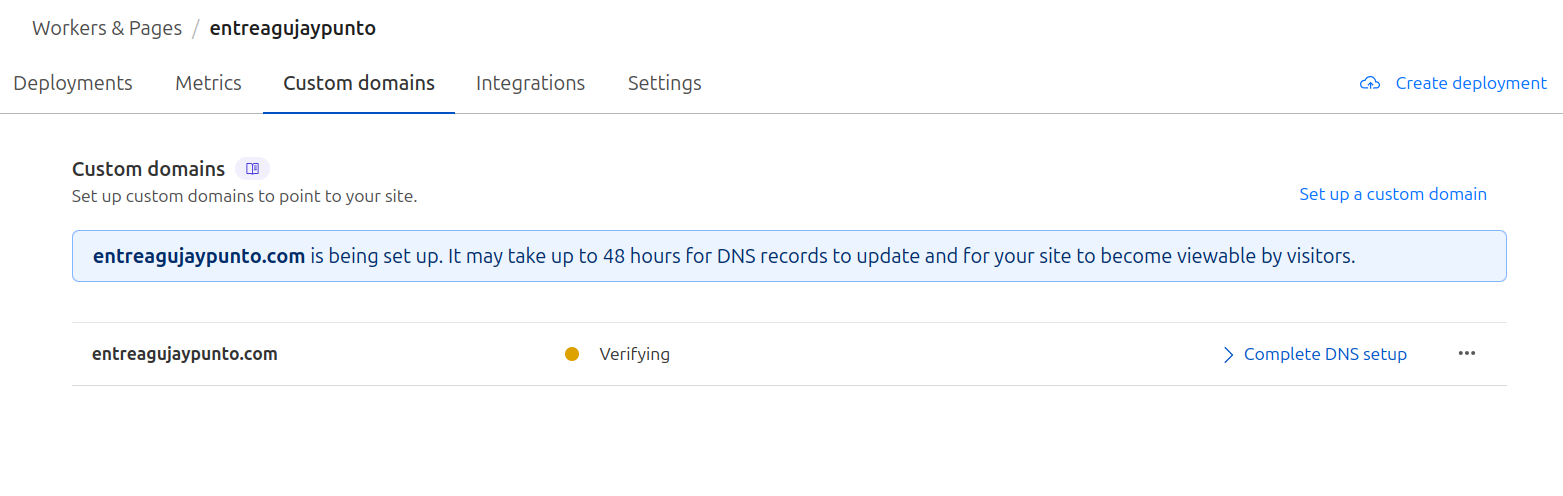 Workers & Pages / entreagujaypunto
Deployments Metrics Custom domains Integrations Settings Create deployment
Custom domains
Set up custom domains to point to your site.
Set up a custom domain
entreagujaypunto.com is being set up. It may take up to 48 hours for DNS records to update and for your site to become viewable by visitors.
entreagujaypunto.com Verifying Complete DNS setup